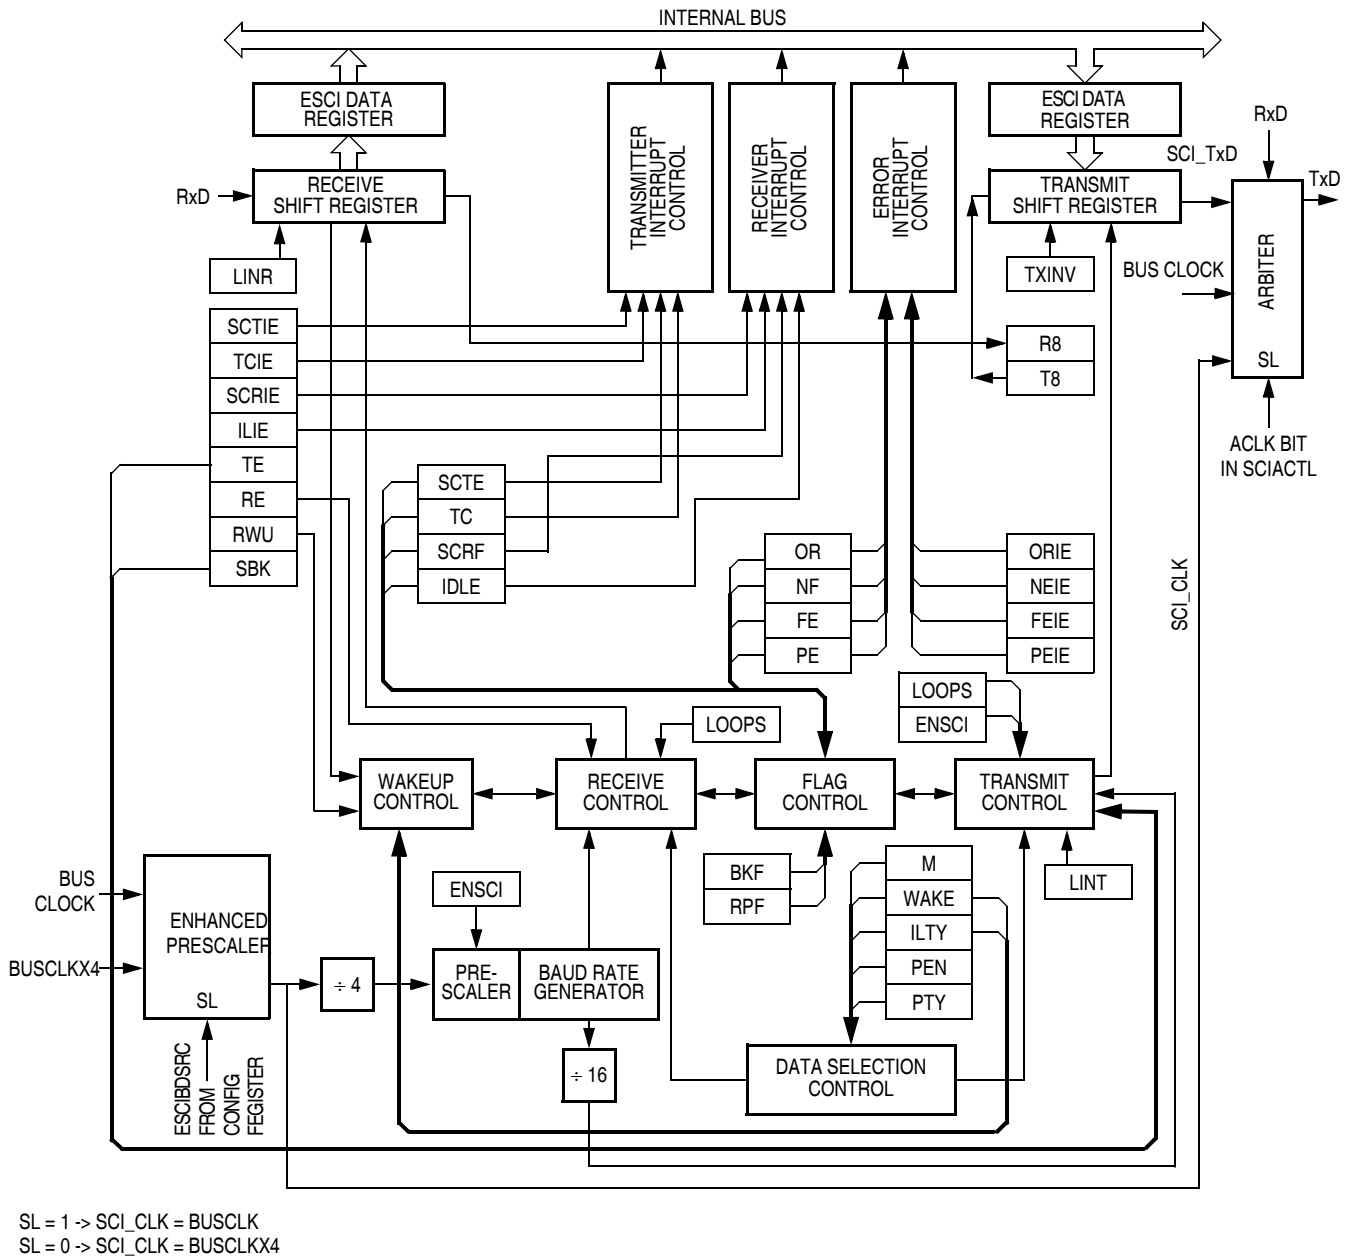 INTERNAL BUS
ESCI DATA
REGISTER
ESCI DATA
REGISTER
TRANSMITTER
INTERRUPT
CONTROL
RECEIVER
INTERRUPT
CONTROL
ERROR
INTERRUPT
CONTROL
RxD
SCI_TxD
RxD
RECEIVE
SHIFT REGISTER
TRANSMIT
SHIFT REGISTER
TxD
LINR
TXINV
BUS CLOCK
ARBITER
SL
SCTIE
TCIE
SCRIE
ILIE
TE
RE
RWU
SBK
R8
T8
ACLK BIT
IN SCIACTL
SCTE
TC
SCRF
IDLE
OR
NF
FE
PE
ORIE
NEIE
FEIE
PEIE
SCI_CLK
LOOPS
LOOPS
ENSCI
WAKEUP
CONTROL
RECEIVE
CONTROL
FLAG
CONTROL
TRANSMIT
CONTROL
BKF
RPF
M
WAKE
ILTY
PEN
PTY
LINT
BUS
CLOCK
BUSCLKX4
ENHANCED
PRESCALER
SL
ENSCI
÷ 4
PRE-
SCALER
BAUD RATE
GENERATOR
÷ 16
DATA SELECTION
CONTROL
ESCIBDSRC
FROM
CONFIG
FEGISTER
SL = 1 -> SCI_CLK = BUSCLK
SL = 0 -> SCI_CLK = BUSCLKX4